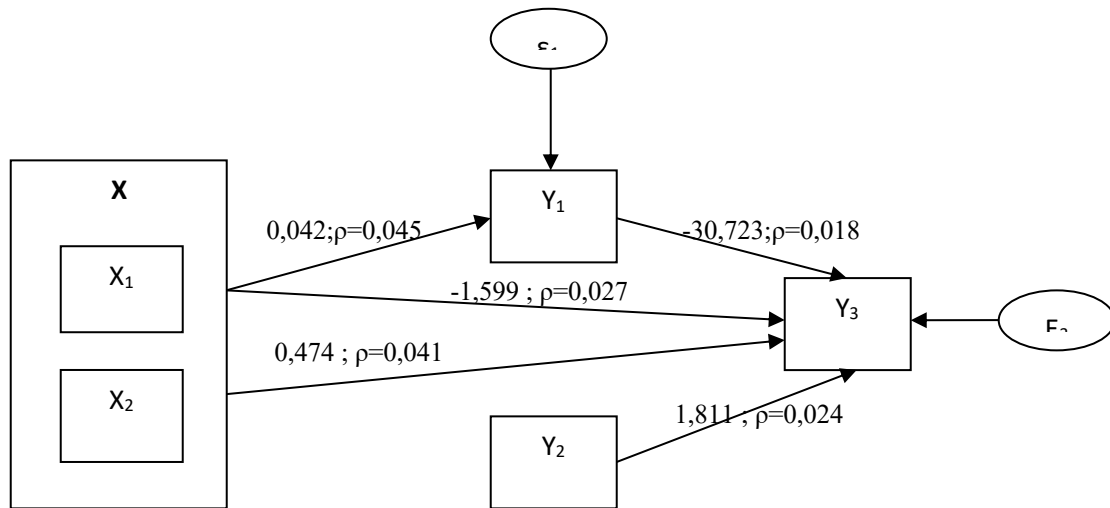 X
Y₁
0,042;ρ=0,045
-30,723;ρ=0,018
X₁
-1,599 ; ρ=0,027
Y₃
0,474 ; ρ=0,041
X₂
1,811 ; ρ=0,024
Y₂